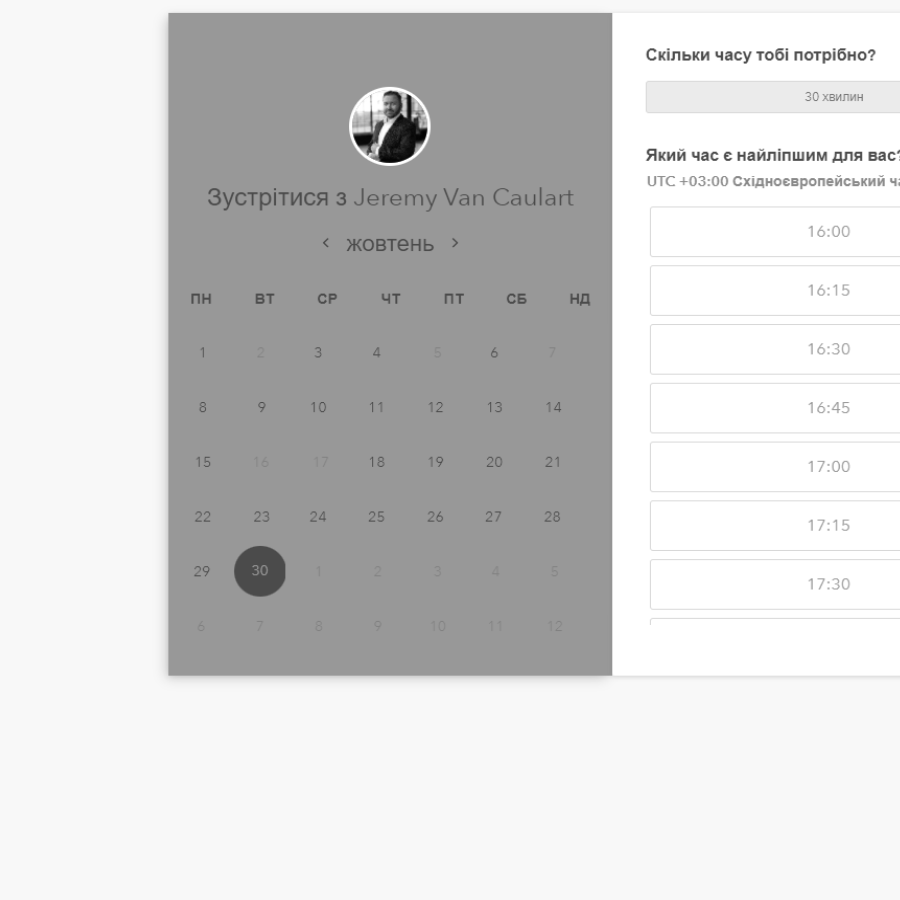 Зустрітися з Jeremy Van Caulart
жовтень
ПН ВТ СР ЧТ ПТ СБ НД
1 2 3 4 5 6 7
8 9 10 11 12 13 14
15 16 17 18 19 20 21
22 23 24 25 26 27 28
29 30 1 2 3 4 5
6 7 8 9 10 11 12
Скільки часу тобі потрібно?
30 хвилин
Який час є найліпшим для вас?
UTC +03:00 Східноєвропейський
16:00
16:15
16:30
16:45
17:00
17:15
17:30